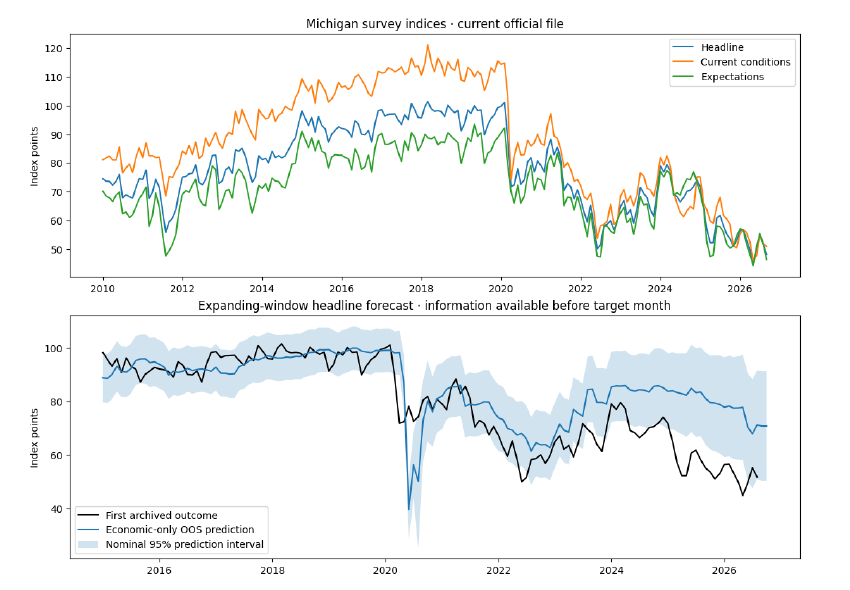 Michigan survey indices · current official file
Index points
120
110
100
90
80
70
60
50
Headline
Current conditions
Expectations
2010 2012 2014 2016 2018 2020 2022 2024 2026
Expanding-window headline forecast · information available before target month
Index points
100
80
60
40
First archived outcome
Economic-only OOS prediction
Nominal 95% prediction interval
2016 2018 2020 2022 2024 2026